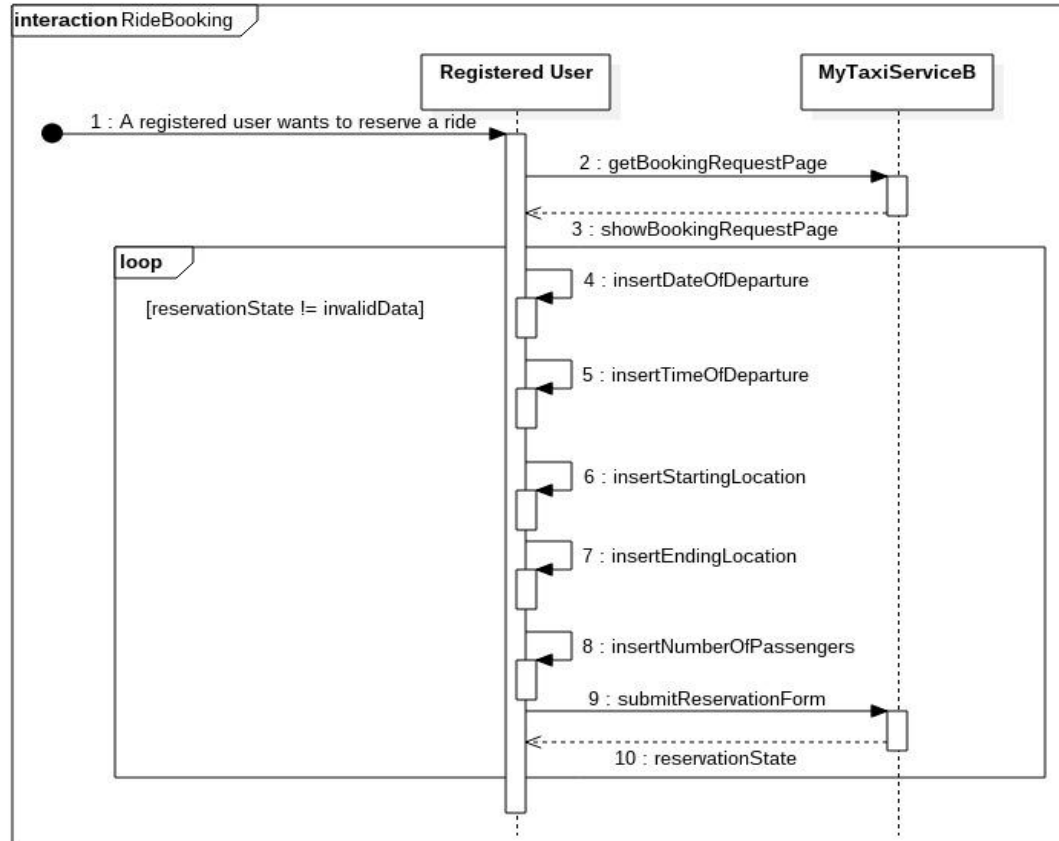 interaction RideBooking
Registered User
MyTaxiServiceB
1 : A registered user wants to reserve a ride
2 : getBookingRequestPage
3 : showBookingRequestPage
loop
[reservationState != invalidData]
4 : insertDateOfDeparture
5 : insertTimeOfDeparture
6 : insertStartingLocation
7 : insertEndingLocation
8 : insertNumberOfPassengers
9 : submitReservationForm
10 : reservationState